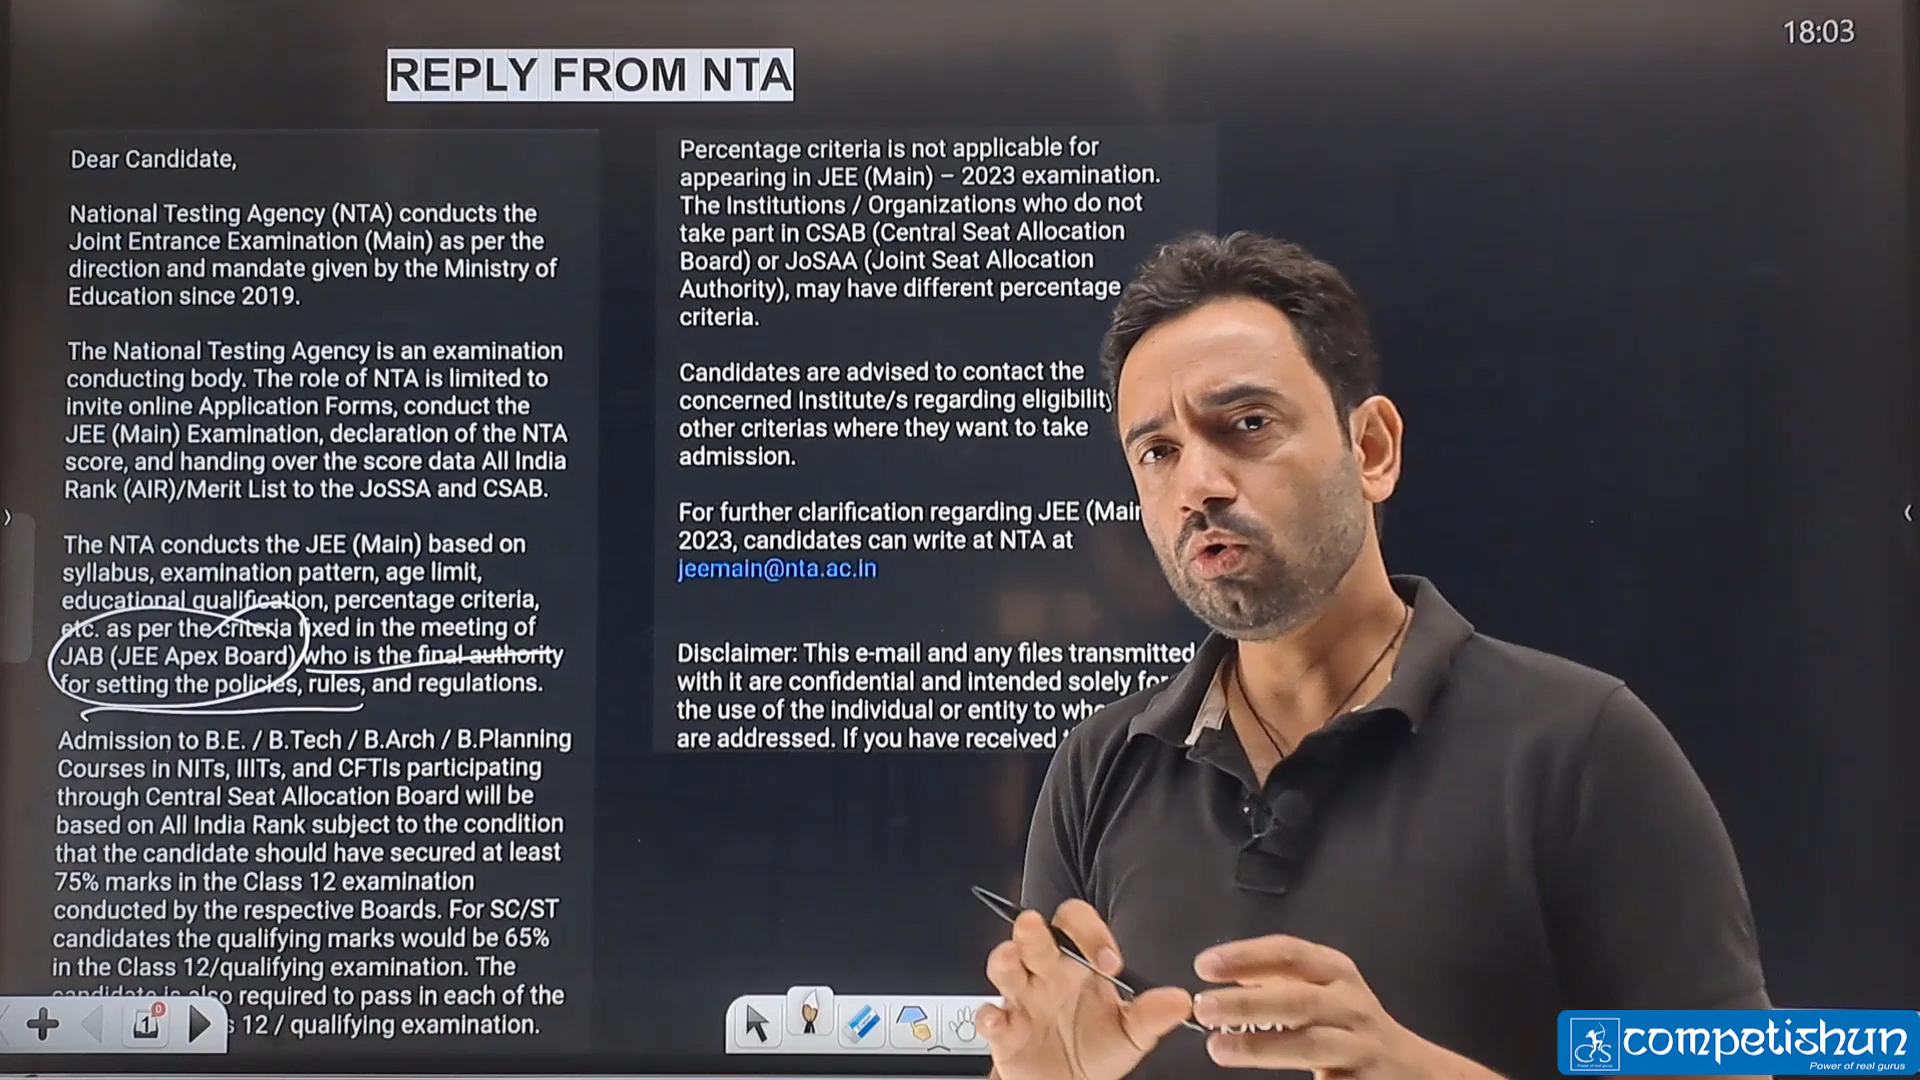 18:03
REPLY FROM NTA
Dear Candidate,
National Testing Agency (NTA) conducts the
Joint Entrance Examination (Main) as per the
direction and mandate given by the Ministry of
Education since 2019.
The National Testing Agency is an examination
conducting body. The role of NTA is limited to
invite online Application Forms, conduct the
JEE (Main) Examination, declaration of the NTA
score, and handing over the score data All India
Rank (AIR)/Merit List to the JoSSA and CSAB.
The NTA conducts the JEE (Main) based on
syllabus, examination pattern, age limit,
educational qualification, percentage criteria,
etc. as per the criteria fixed in the meeting of
JAB (JEE Apex Board) who is the final authority
for setting the policies, rules, and regulations.
Admission to B.E. / B.Tech / B.Arch / B.Planning
Courses in NITs, IIITs, and CFTIs participating
through Central Seat Allocation Board will be
based on All India Rank subject to the condition
that the candidate should have secured at least
75% marks in the Class 12 examination
conducted by the respective Boards. For SC/ST
candidates the qualifying marks would be 65%
in the Class 12/qualifying examination. The
candidate is also required to pass in each of the
12 / qualifying examination.
Percentage criteria is not applicable for
appearing in JEE (Main) – 2023 examination.
The Institutions / Organizations who do not
take part in CSAB (Central Seat Allocation
Board) or JoSAA (Joint Seat Allocation
Authority), may have different percentage
criteria.
Candidates are advised to contact the
concerned Institute/s regarding eligibility
other criterias where they want to take
admission.
For further clarification regarding JEE (Main
2023, candidates can write at NTA at
jeemain@nta.ac.in
Disclaimer: This e-mail and any files transmitted
with it are confidential and intended solely for
the use of the individual or entity to
are addressed. If you have received
1
0
competishun
Power of real gurus